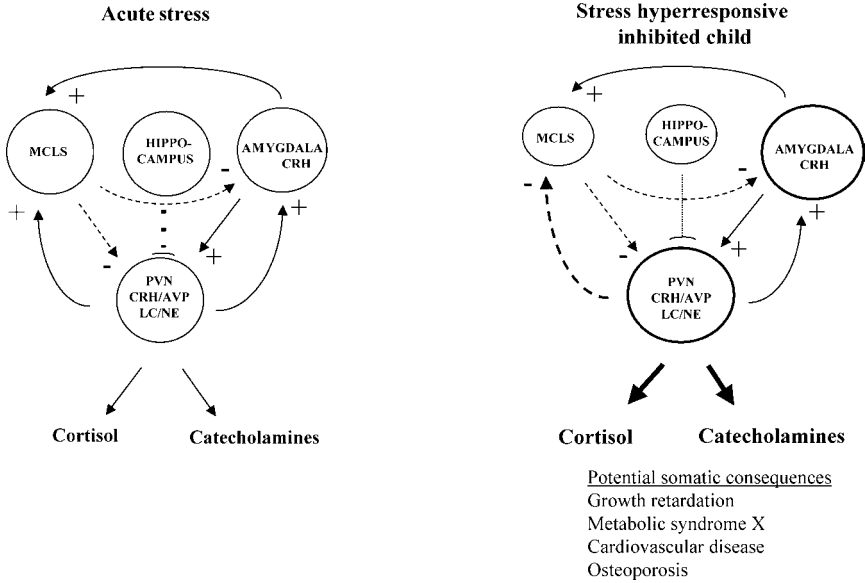 Acute stress
+
MCLS
HIPPO-
CAMPUS
AMYGDALA
CRH
-
+
+
+
-
PVN
CRH/AVP
LC/NE
Cortisol
Catecholamines
Stress hyperresponsive
inhibited child
+
MCLS
HIPPO-
CAMPUS
AMYGDALA
CRH
-
-
+
+
-
PVN
CRH/AVP
LC/NE
Cortisol
Catecholamines
Potential somatic consequences
Growth retardation
Metabolic syndrome X
Cardiovascular disease
Osteoporosis